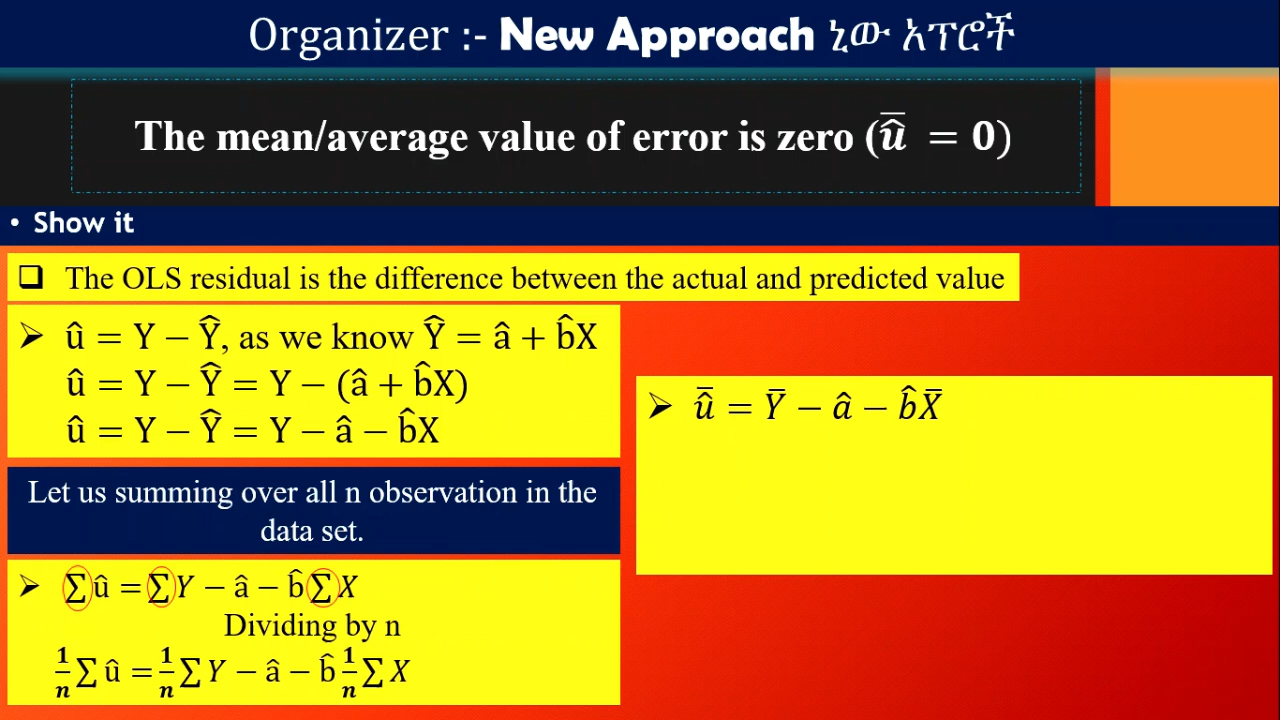 Organizer :- New Approach ኒው አፕሮች
The mean/average value of error is zero (û̅ = 0)
• Show it
❑ The OLS residual is the difference between the actual and predicted value
➢ û = Y − Ŷ, as we know Ŷ = â + b̂X
û = Y − Ŷ = Y − (â + b̂X)
û = Y − Ŷ = Y − â − b̂X
Let us summing over all n observation in the
data set.
➢ ∑û = ∑Y − â − b̂∑X
Dividing by n
1/n ∑ û = 1/n ∑ Y − â − b̂ 1/n ∑ X
➢ û̅ = Y̅ − â − b̂X̅